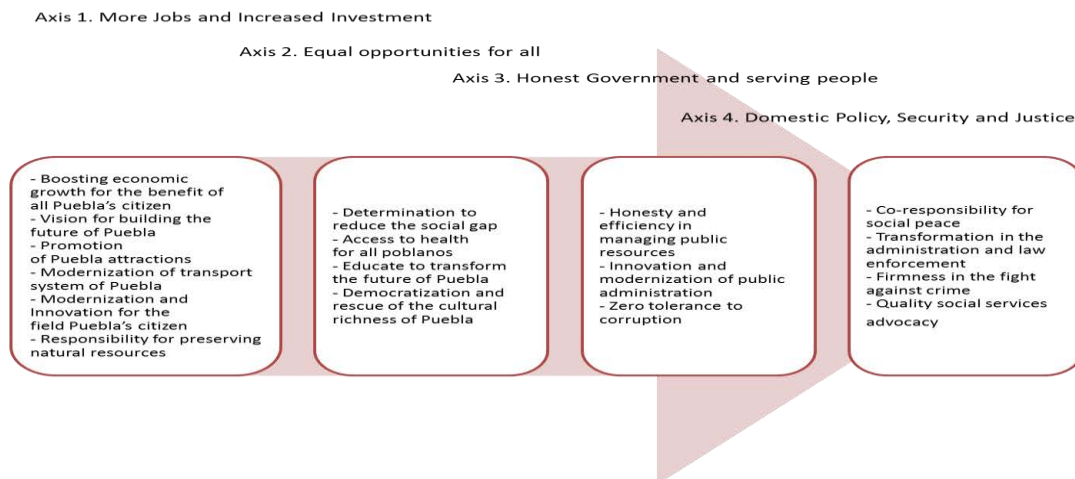 Axis 1. More Jobs and Increased Investment
Axis 2. Equal opportunities for all
Axis 3. Honest Government and serving people
Axis 4. Domestic Policy, Security and Justice
- Boosting economic
growth for the benefit of
all Puebla's citizen
- Vision for building the
future of Puebla
- Promotion
of Puebla attractions
- Modernization of transport
system of Puebla
- Modernization and
Innovation for the
field Puebla's citizen
- Responsibility for preserving
natural resources
- Determination to
reduce the social gap
- Access to health
for all poblanos
- Educate to transform
the future of Puebla
- Democratization and
rescue of the cultural
richness of Puebla
- Honesty and
efficiency in
managing public
resources
- Innovation and
modernization of public
administration
- Zero tolerance to
corruption
- Co-responsibility for
social peace
- Transformation in the
administration and law
enforcement
- Firmness in the fight
against crime
- Quality social services
advocacy